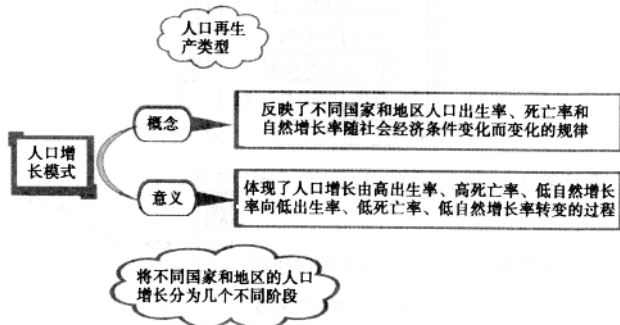 人口再生
产类型
人口增
长模式
概念
反映了不同国家和地区人口出生率、死亡率和
自然增长率随社会经济条件变化而变化的规律
意义
体现了人口增长由高出生率、高死亡率、低自然增长
率向低出生率、低死亡率、低自然增长率转变的过程
将不同国家和地区的人口
增长分为几个不同阶段